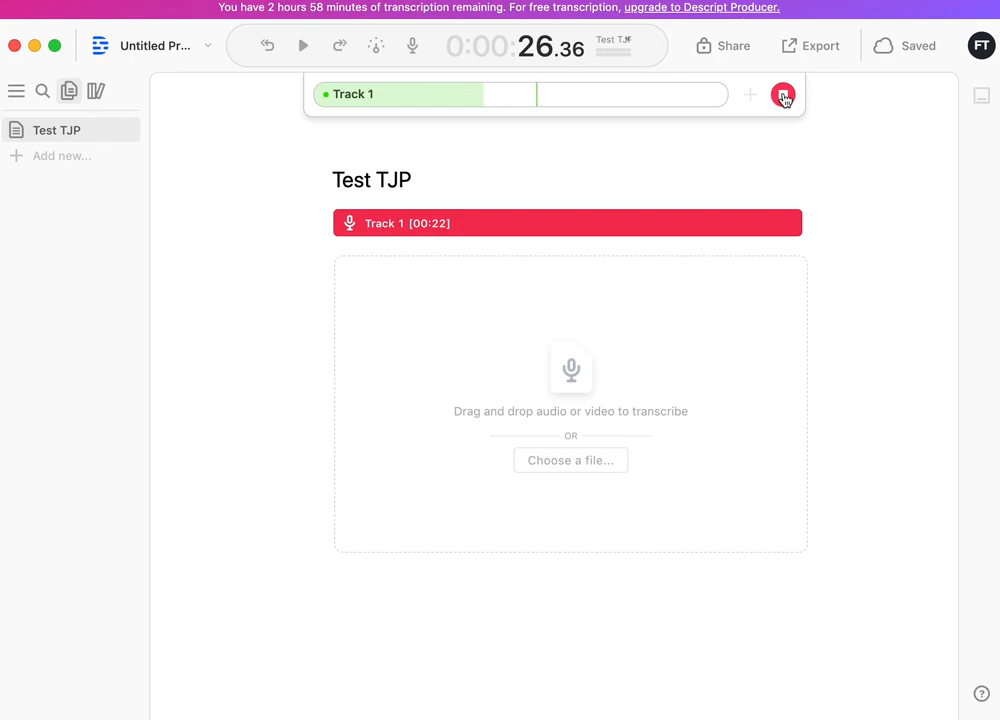 You have 2 hours 58 minutes of transcription remaining. For free transcription, upgrade to Descript Producer.
Untitled Pr...
0:00:26.36
Test TJP
Share
Export
Saved
FT
Track 1
Test TJP
Add new...
Test TJP
Track 1 [00:22]
Drag and drop audio or video to transcribe
OR
Choose a file...
?